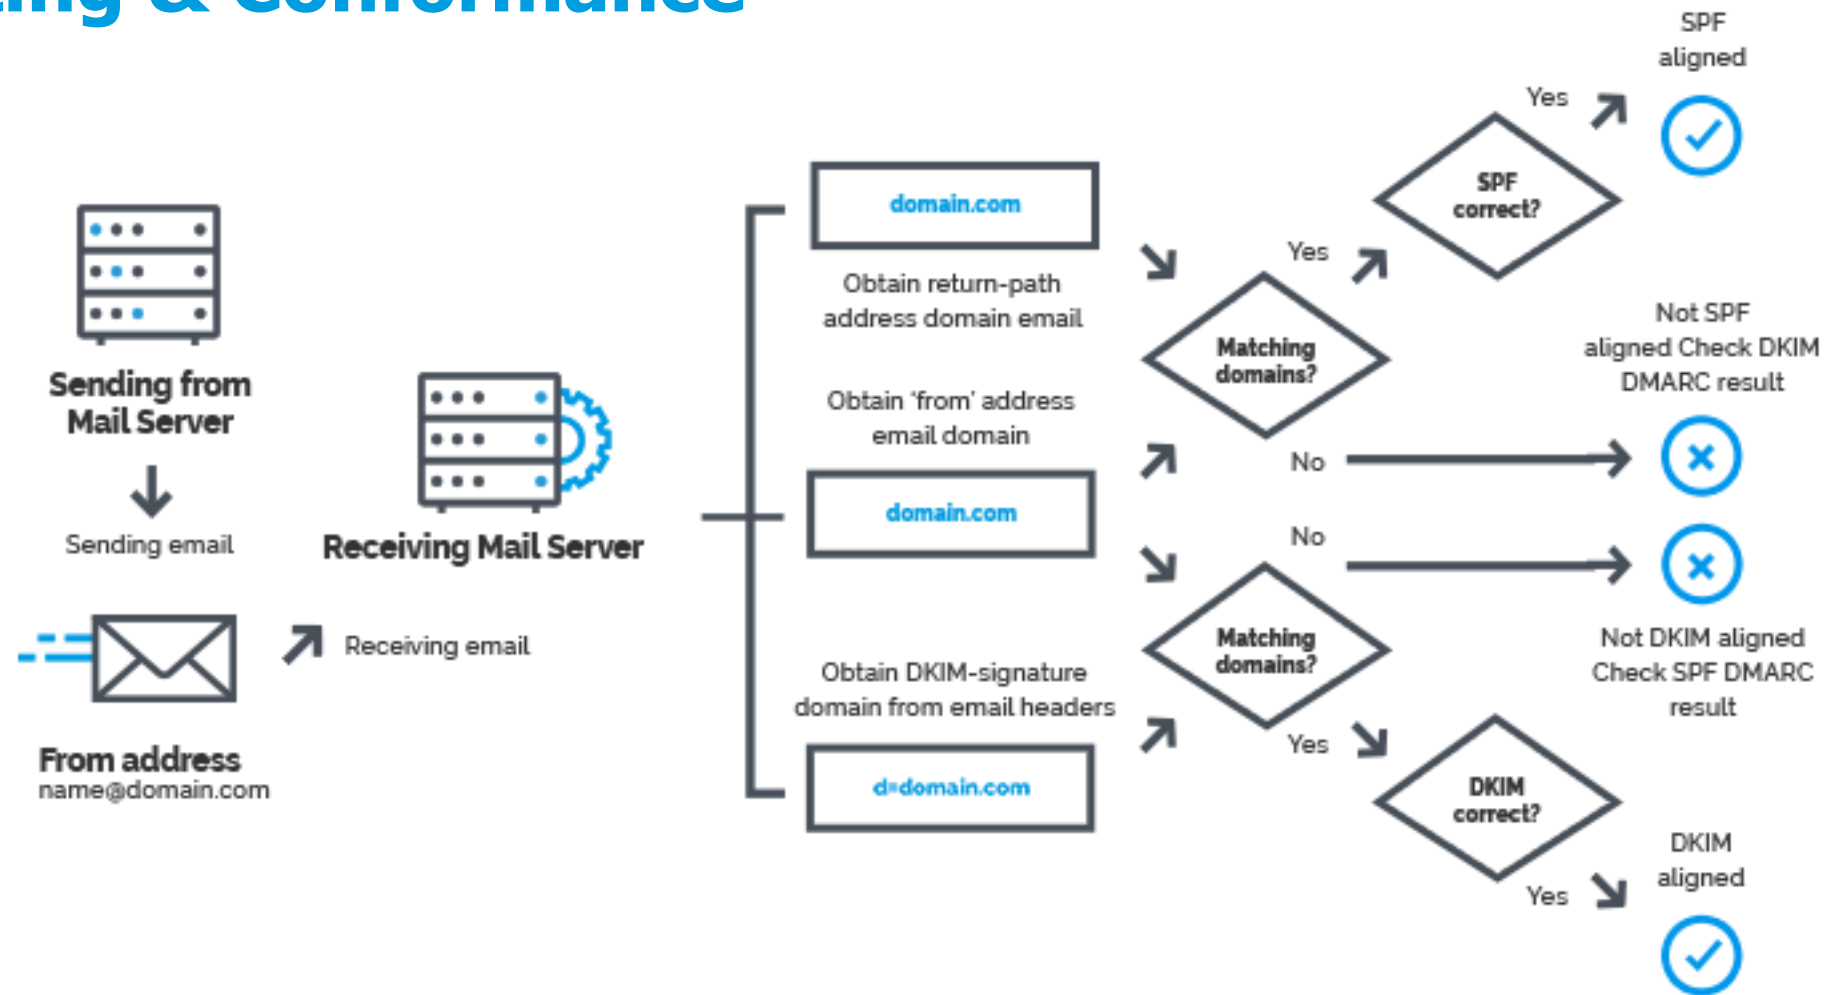 & Conformance
Sending from
Mail Server
Sending email
From address
name@domain.com
Receiving email
Receiving Mail Server
domain.com
Obtain return-path
address domain email
Obtain 'from' address
email domain
domain.com
Obtain DKIM-signature
domain from email headers
d=domain.com
Matching
domains?
Yes
No
SPF
correct?
Yes
SPF
aligned
Not SPF
aligned Check DKIM
DMARC result
No
Matching
domains?
Yes
Not DKIM aligned
Check SPF DMARC
result
DKIM
correct?
Yes
DKIM
aligned